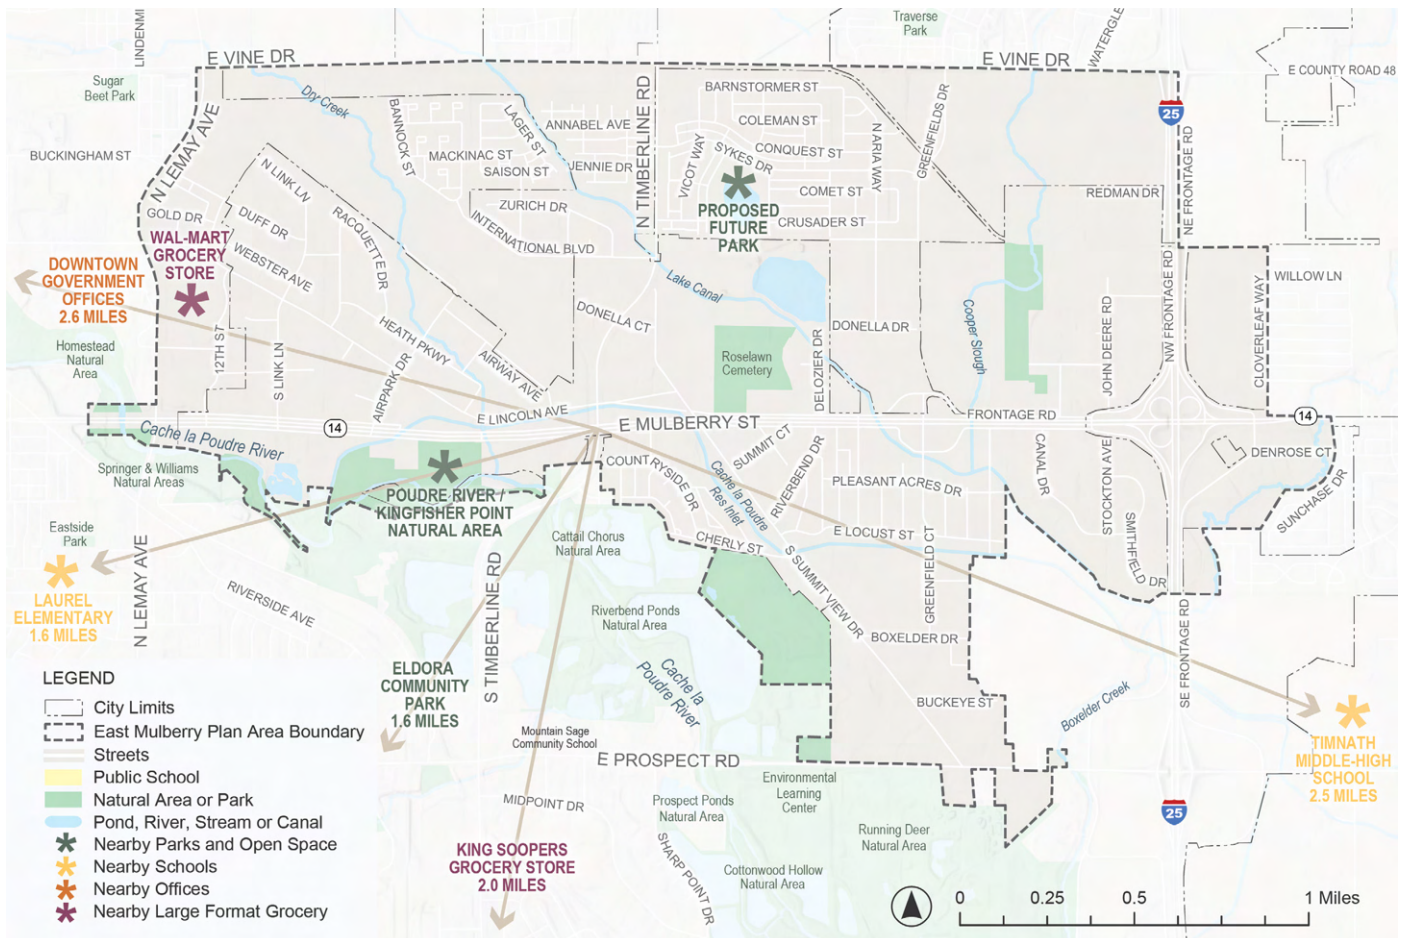 LINDENM
Traverse
Park
WATERGLE
E VINE DR
E VINE DR
E COUNTY ROAD 48
Sugar
Beet Park
Dry Creek
BANNOCK ST
LAGER ST
N TIMBERLINE RD
BARNSTORMER ST
GREENFIELDS DR
25
N LEMAY AVE
ANNABEL AVE
COLEMAN ST
N ARIA WAY
NE FRONTAGE RD
BUCKINGHAM ST
MACKINAC ST
SAISON ST
JENNIE DR
VICOT WAY
SYKES DR
CONQUEST ST
N LINK LN
COMET ST
REDMAN DR
GOLD DR
DUFF DR
RACQUETTE DR
ZURICH DR
PROPOSED
FUTURE
PARK
CRUSADER ST
WAL-MART
GROCERY
STORE
WEBSTER AVE
INTERNATIONAL BLVD
DOWNTOWN
GOVERNMENT
OFFICES
2.6 MILES
Lake Canal
NW FRONTAGE RD
WILLOW LN
CLOVERLEAF WAY
Cooper Slough
JOHN DEERE RD
DONELLA CT
DONELLA DR
12TH ST
S LINK LN
HEATH PKWY
AIRPARK DR
AIRWAY AVE
Homestead
Natural
Area
Roselawn
Cemetery
DELOZIER DR
E LINCOLN AVE
E MULBERRY ST
FRONTAGE RD
14
14
Cache la Poudre River
SUMMIT CT
RIVERBEND DR
CANAL DR
STOCKTON AVE
DENROSE CT
COUNTRYSIDE DR
Cache la Poudre
Res Inlet
PLEASANT ACRES DR
SUNCHASE DR
Springer & Williams
Natural Areas
POUDRE RIVER /
KINGFISHER POINT
NATURAL AREA
Eastside
Park
Cattail Chorus
Natural Area
CHERLY ST
E LOCUST ST
SMITHFIELD DR
N LEMAY AVE
S SUMMIT VIEW DR
GREENFIELD CT
LAUREL
ELEMENTARY
1.6 MILES
RIVERSIDE AVE
S TIMBERLINE RD
Riverbend Ponds
Natural Area
BOXELDER DR
SE FRONTAGE RD
ELDORA
COMMUNITY
PARK
1.6 MILES
Cache la
Poudre River
BUCKEYE ST
Boxelder Creek
Mountain Sage
Community School
E PROSPECT RD
TIMNATH
MIDDLE-HIGH
SCHOOL
2.5 MILES
MIDPOINT DR
Prospect Ponds
Natural Area
Environmental
Learning
Center
25
KING SOOPERS
GROCERY STORE
2.0 MILES
SHARP POINT DR
Running Deer
Natural Area
Cottonwood Hollow
Natural Area
LEGEND
City Limits
East Mulberry Plan Area Boundary
Streets
Public School
Natural Area or Park
Pond, River, Stream or Canal
Nearby Parks and Open Space
Nearby Schools
Nearby Offices
Nearby Large Format Grocery
0 0.25 0.5 1 Miles